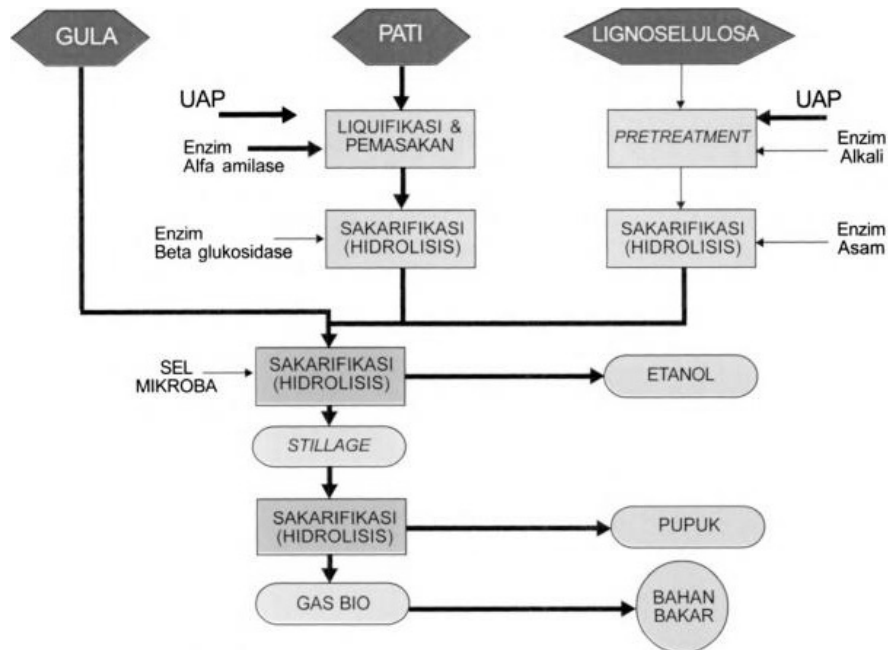 GULA
PATI
LIGNOSELULOSA
UAP
LIQUIFIKASI &
PEMASAKAN
Enzim
Alfa amilase
UAP
PRETREATMENT
Enzim
Alkali
Enzim
Beta glukosidase
SAKARIFIKASI
(HIDROLISIS)
SAKARIFIKASI
(HIDROLISIS)
Enzim
Asam
SEL
MIKROBA
SAKARIFIKASI
(HIDROLISIS)
ETANOL
STILLAGE
SAKARIFIKASI
(HIDROLISIS)
PUPUK
GAS BIO
BAHAN
BAKAR